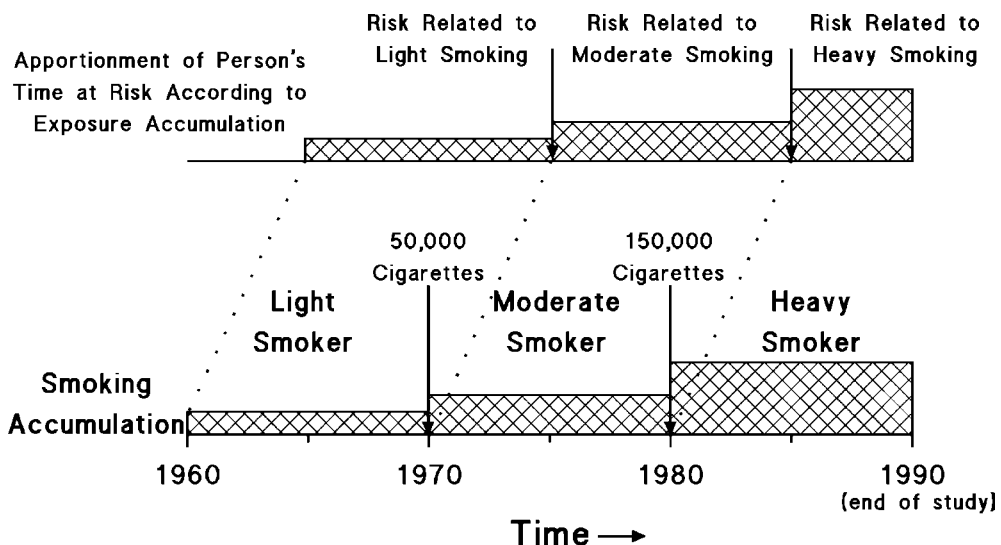 Risk Related to
Light Smoking
Risk Related to
Moderate Smoking
Risk Related to
Heavy Smoking
Apportionment of Person's
Time at Risk According to
Exposure Accumulation
50,000
Cigarettes
150,000
Cigarettes
Light
Smoker
Moderate
Smoker
Heavy
Smoker
Smoking
Accumulation
1960
1970
1980
1990
(end of study)
Time